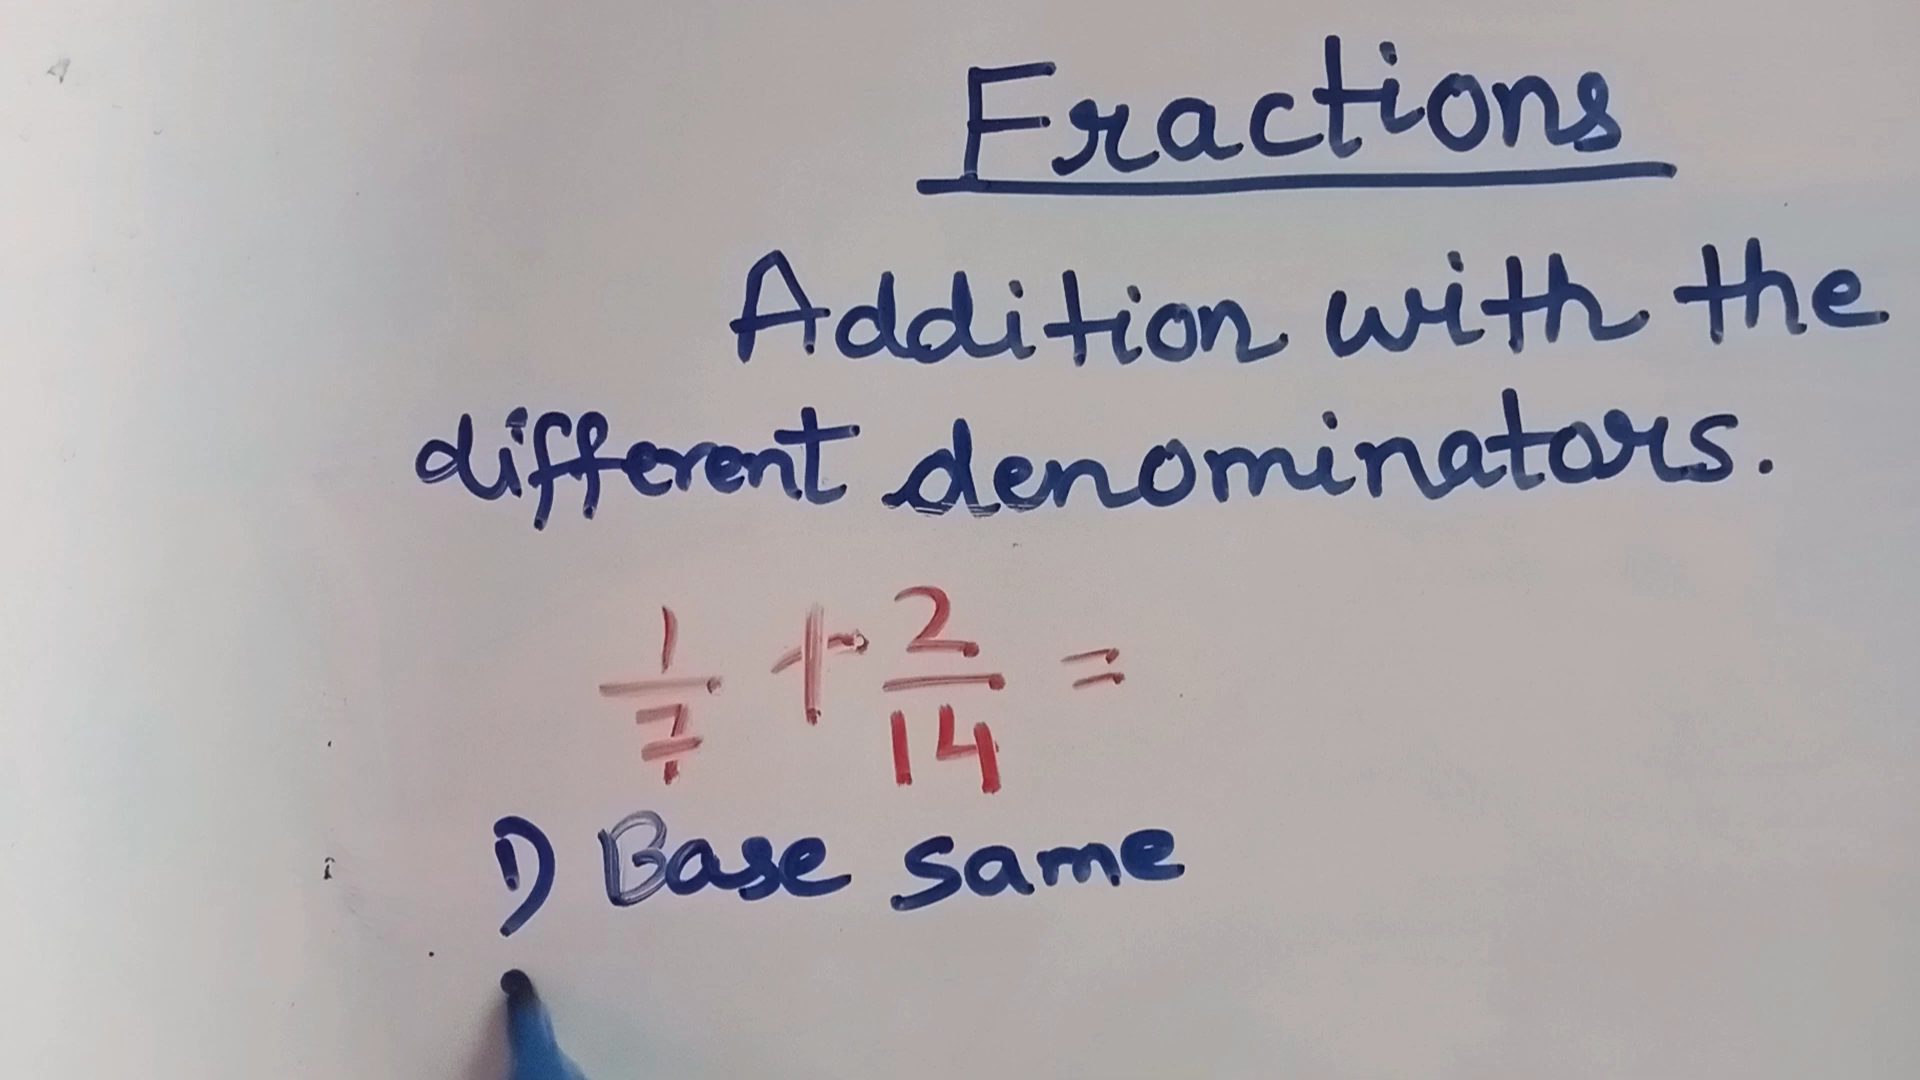 Fractions
Addition with the
different denominators.
1/7 + 2/14 =
1) Base same